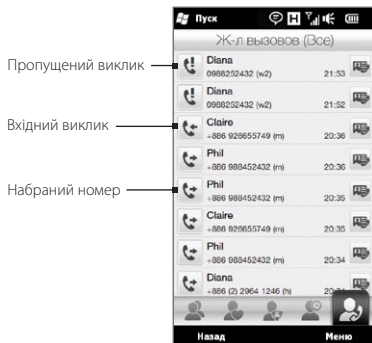 Пуск
Ж-л вызовов (Все)
Пропущений виклик
Diana
0988252432 (w2) 21:53
Diana
0988252432 (w2) 21:52
Вхідний виклик
Claire
+886 926655749 (m) 20:36
Phil
+886 988452432 (m) 20:36
Набраний номер
Phil
+886 988452432 (m) 20:35
Claire
+886 926655749 (m) 20:35
Phil
+886 988452432 (m) 20:34
Diana
+886 (2) 2964 1246 (h) 20:34
Назад Меню